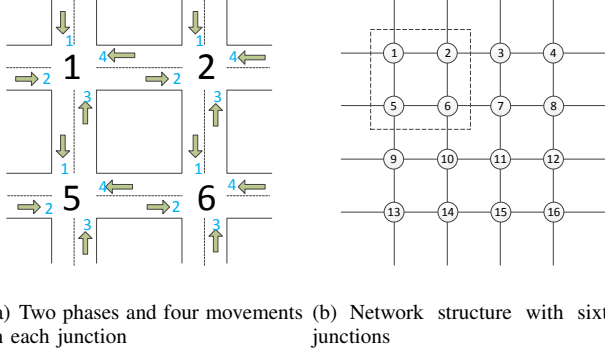 1 1
1 4 2 4
2 2
3 3
1 1
5 4 6 4
2 2
3 3
1 2 3 4
5 6 7 8
9 10 11 12
13 14 15 16
Two phases and four movements
each junction
(b) Network structure with
junctions